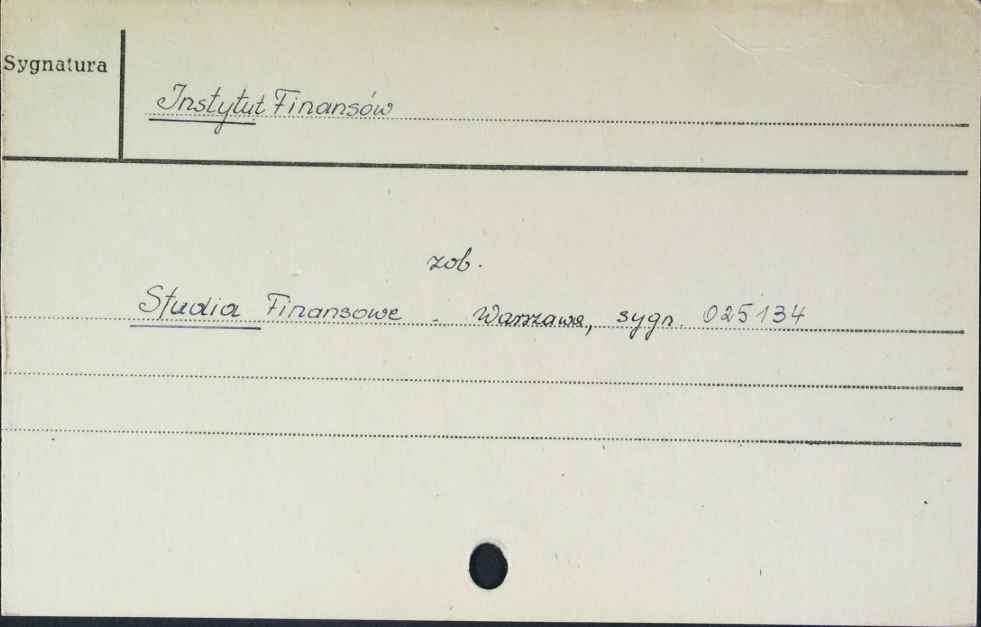 Sygnatura
Instytut Finansów
zob.
Studia Finansowe - Warszawa, sygn. 025134